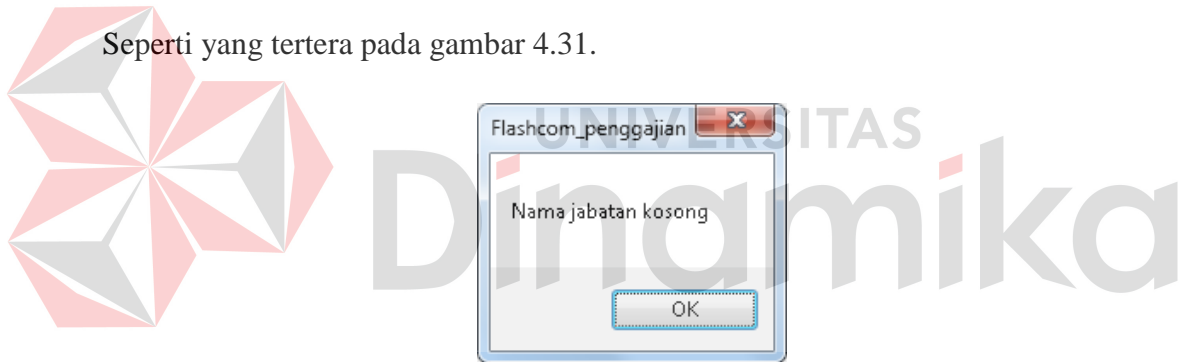 Seperti yang tertera pada gambar 4.31.
UNIVERSITAS
Dinamika
Flashcom_penggajian
Nama jabatan kosong
OK